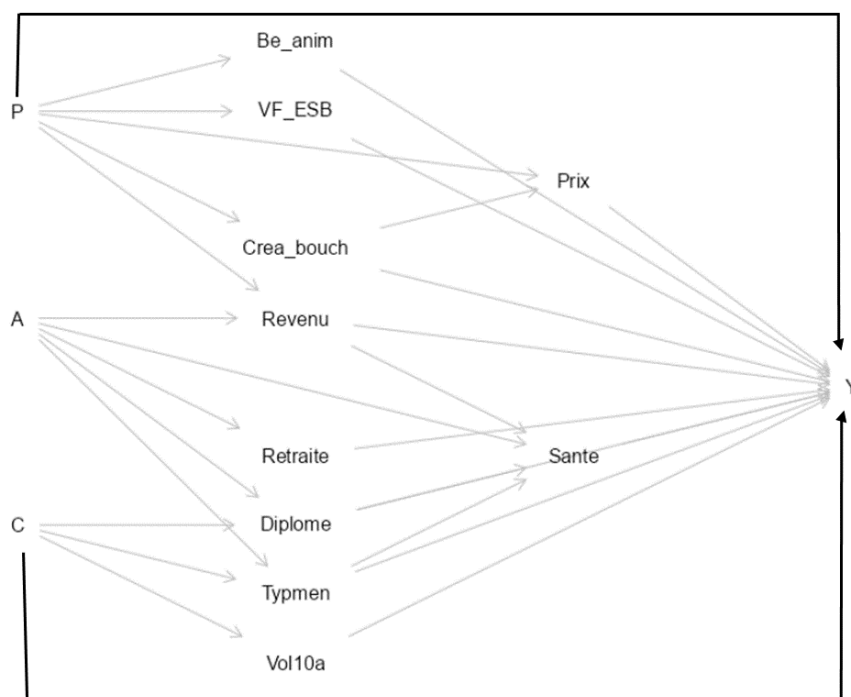 Be_anim
P
VF_ESB
Prix
Crea_bouch
A
Revenu
Y
Retraite
Sante
C
Diplome
Typmen
Vol10a